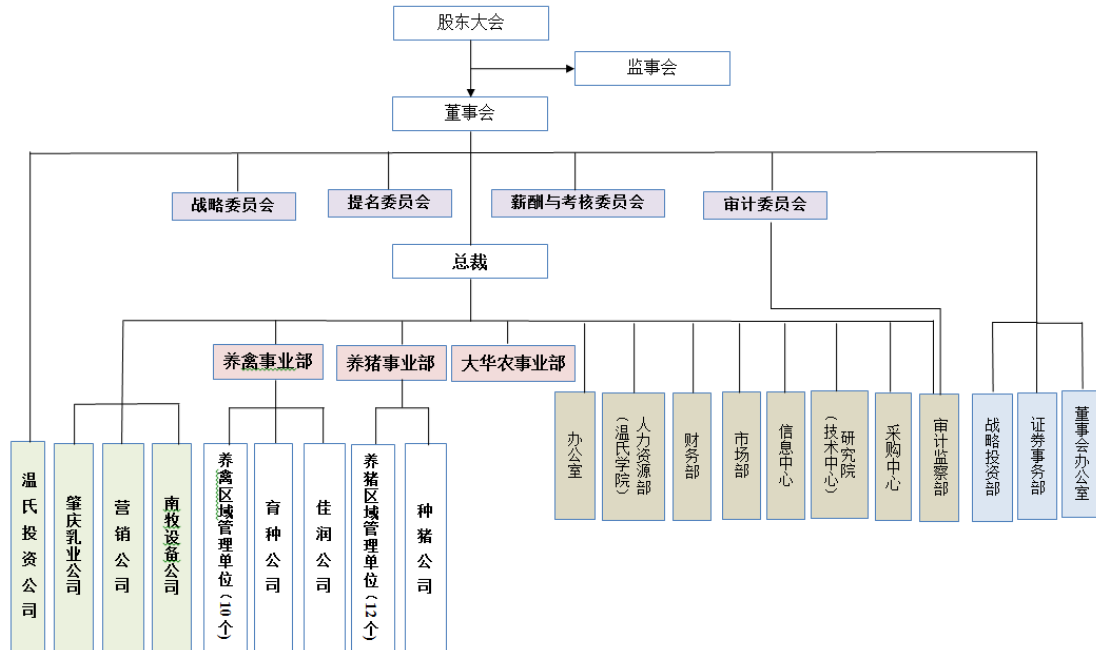 股东大会
监事会
董事会
战略委员会
提名委员会
薪酬与考核委员会
审计委员会
总裁
养禽事业部
养猪事业部
大华农事业部
办公室
人力资源部
（温氏学院）
财务部
市场部
信息中心
研究院
（技术中心）
采购中心
审计监察部
战略投资部
证券事务部
董事会办公室
温氏投资公司
肇庆乳业公司
营销公司
南牧设备公司
养禽区域管理单位（10个）
育种公司
佳润公司
养猪区域管理单位（12个）
种猪公司